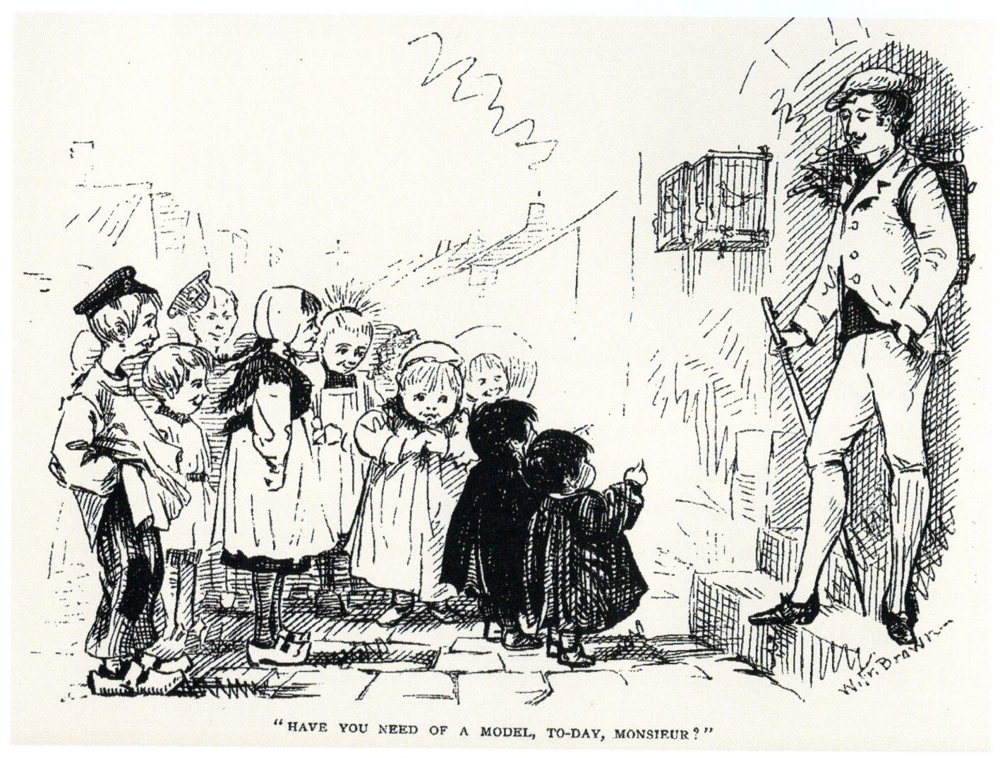 W. F. Brown
"HAVE YOU NEED OF A MODEL, TO-DAY, MONSIEUR?"